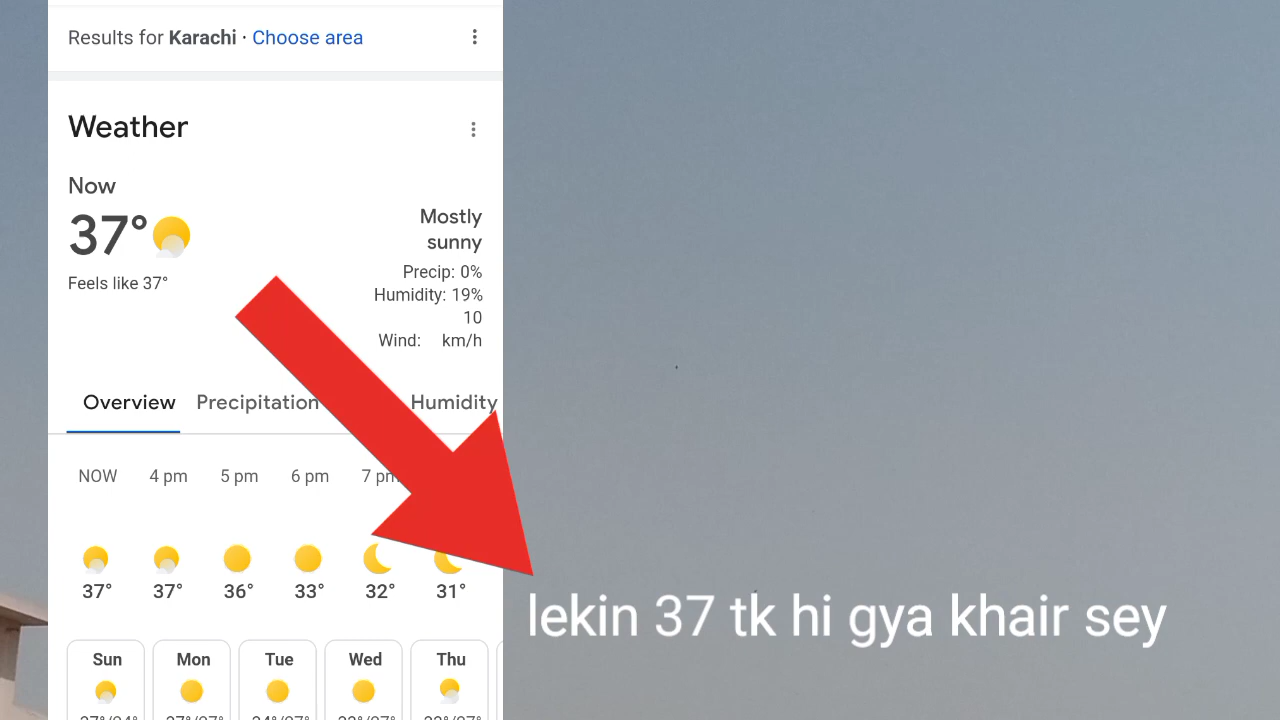 Results for Karachi · Choose area
Weather
Now
37°
Feels like 37°
Mostly
sunny
Precip: 0%
Humidity: 19%
10
Wind: km/h
Overview Precipitation Humidity
NOW 4 pm 5 pm 6 pm 7 pm
37° 37° 36° 33° 32° 31°
lekin 37 tk hi gya khair sey
Sun Mon Tue Wed Thu